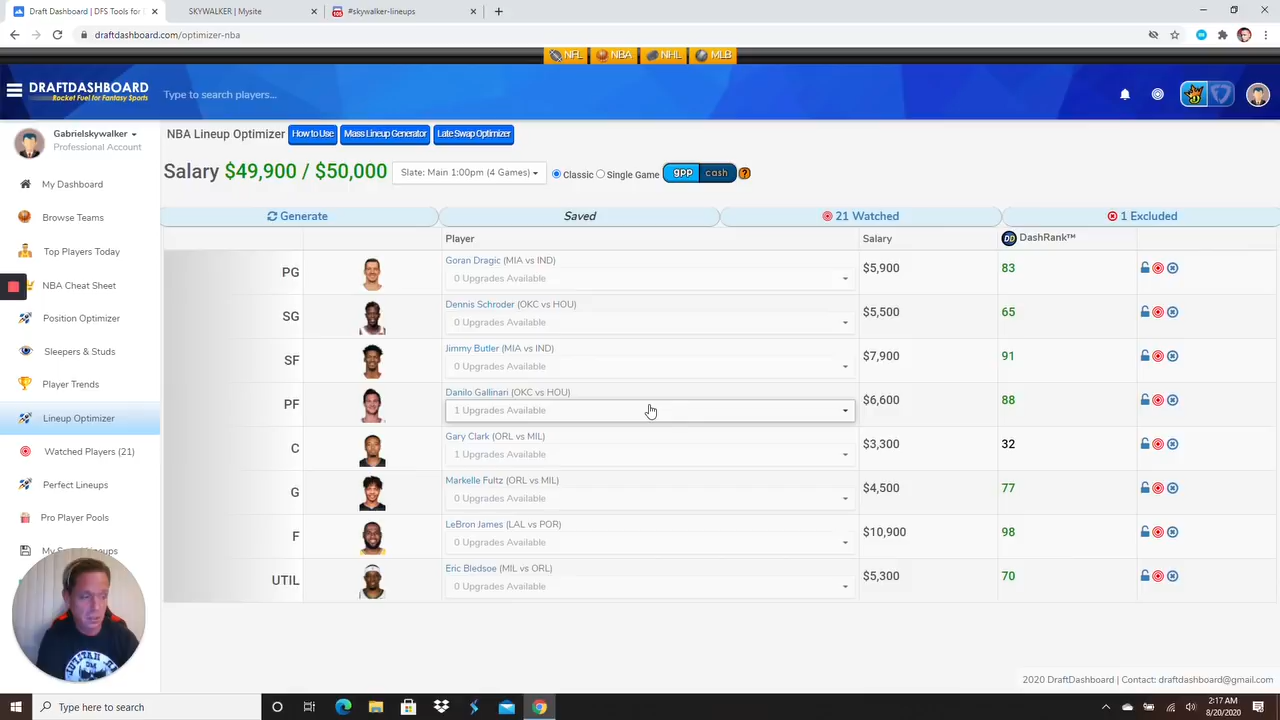 Draft Dashboard | DFS Tools for D
SKYWALKER | Mysite
#skywalker-lineups
draftdashboard.com/optimizer-nba
NFL NBA NHL MLB
DRAFTDASHBOARD
Rocket Fuel for Fantasy Sports
Type to search players...
Gabrielskywalker
Professional Account
My Dashboard
Browse Teams
Top Players Today
NBA Cheat Sheet
Position Optimizer
Sleepers & Studs
Player Trends
Lineup Optimizer
Watched Players (21)
Perfect Lineups
Pro Player Pools
NBA Lineup Optimizer How to Use Mass Lineup Generator Late Swap Optimizer
Salary $49,900 / $50,000 Slate: Main 1:00pm (4 Games) Classic Single Game gpp cash ?
Generate Saved 21 Watched 1 Excluded
Player Salary DD DashRank™
PG Goran Dragic (MIA vs IND) $5,900 83
0 Upgrades Available
SG Dennis Schroder (OKC vs HOU) $5,500 65
0 Upgrades Available
SF Jimmy Butler (MIA vs IND) $7,900 91
0 Upgrades Available
PF Danilo Gallinari (OKC vs HOU) $6,600 88
1 Upgrades Available
C Gary Clark (ORL vs MIL) $3,300 32
1 Upgrades Available
G Markelle Fultz (ORL vs MIL) $4,500 77
0 Upgrades Available
F LeBron James (LAL vs POR) $10,900 98
0 Upgrades Available
UTIL Eric Bledsoe (MIL vs ORL) $5,300 70
0 Upgrades Available
2020 DraftDashboard | Contact: draftdashboard@gmail.com
Type here to search
2:17 AM
8/20/2020